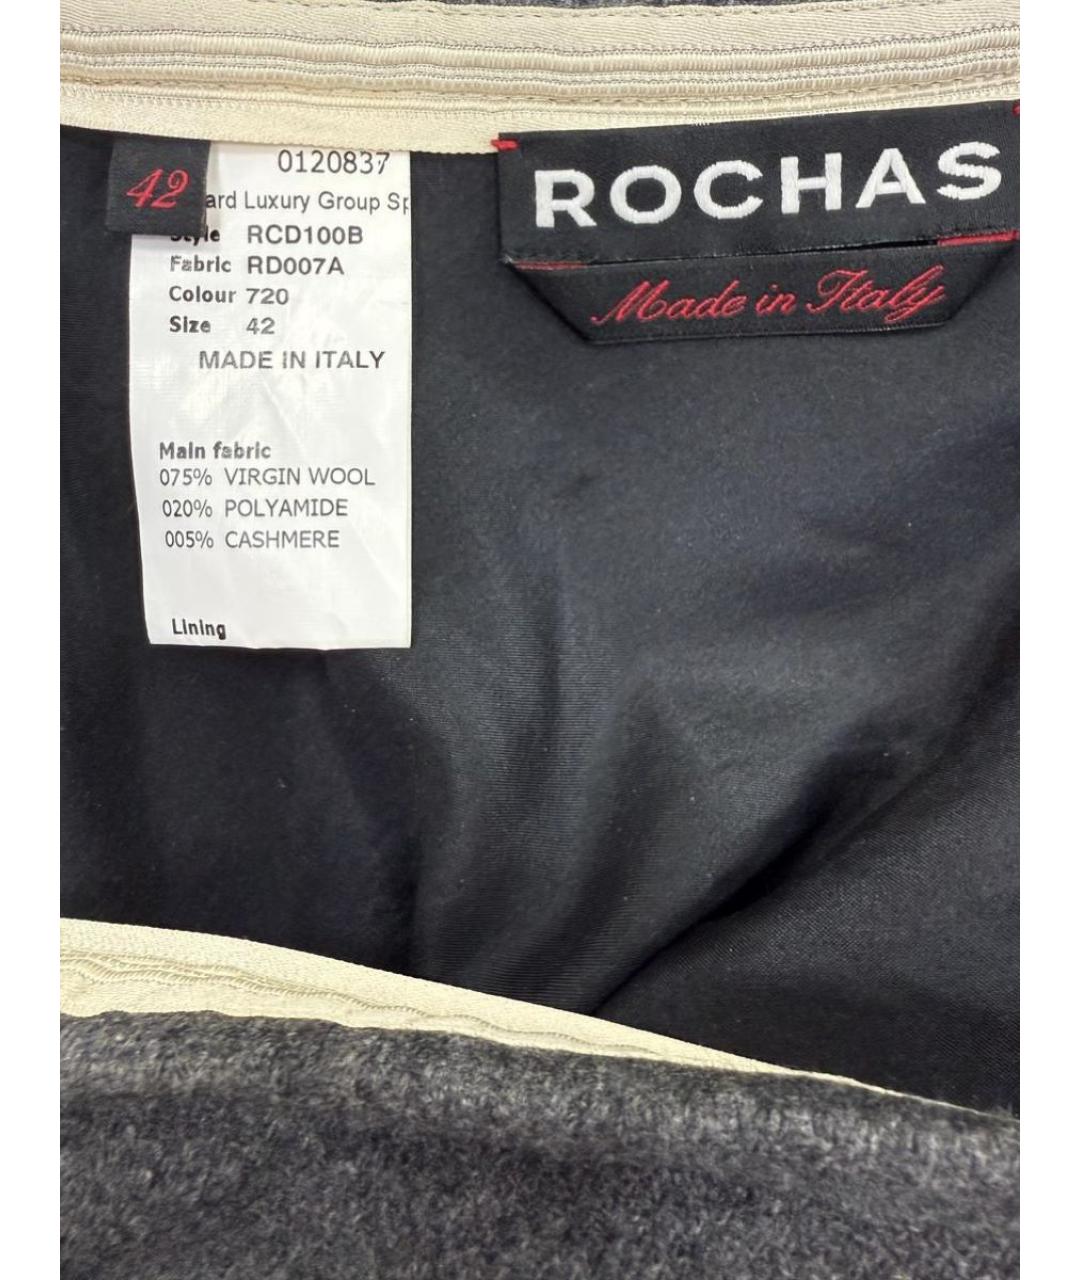 42
0120837
ard Luxury Group Sp
Style RCD100B
Fabric RD007A
Colour 720
Size 42
MADE IN ITALY
Main fabric
075% VIRGIN WOOL
020% POLYAMIDE
005% CASHMERE
Lining
ROCHAS
Made in Italy